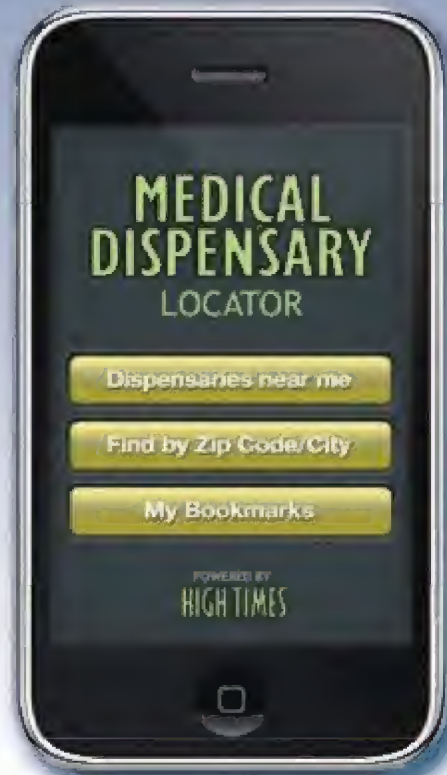 MEDICAL
DISPENSARY
LOCATOR
Dispensaries near me
Find by Zip Code/City
My Bookmarks
POWERED BY
HIGH TIMES